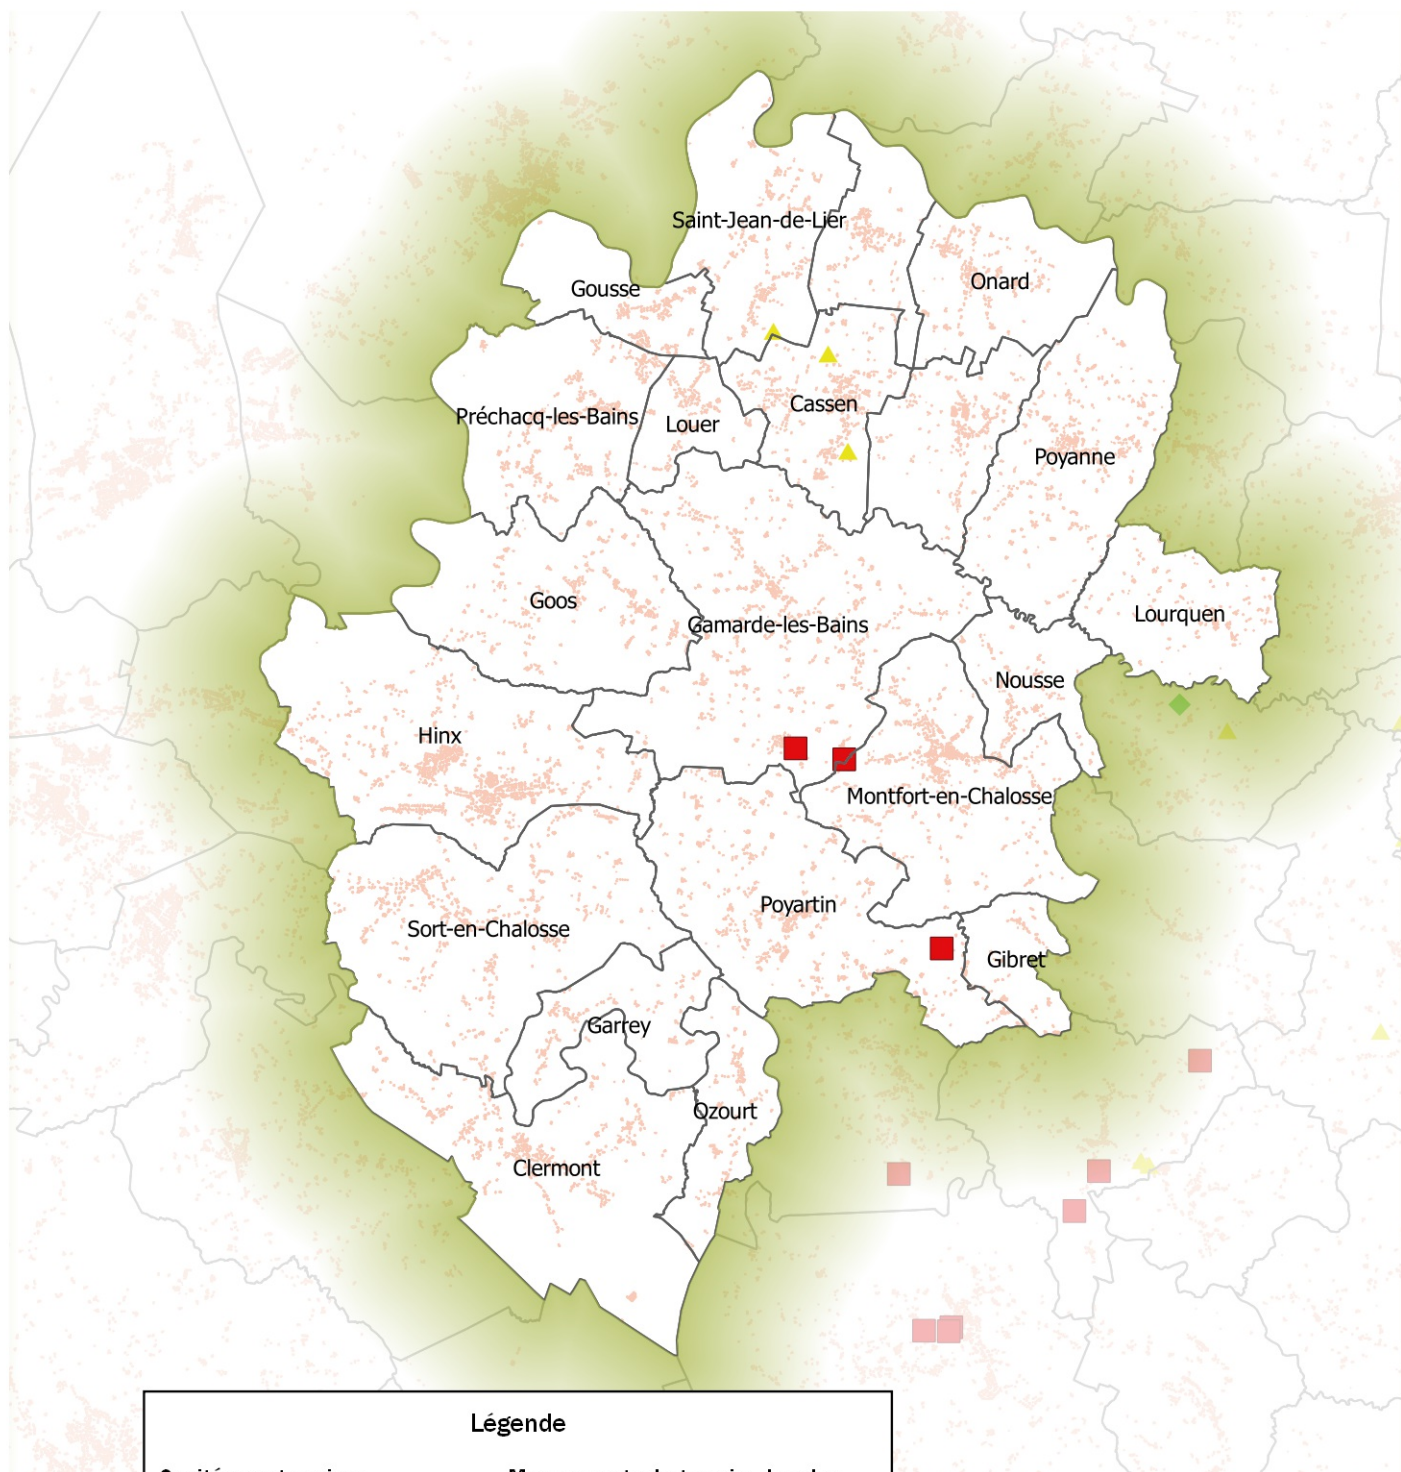 Saint-Jean-de-Lier
Onard
Gousse
Cassen
Préchacq-les-Bains
Louer
Poyanne
Goos
Lourquen
Gamarde-les-Bains
Nousse
Hinx
Montfort-en-Chalosse
Poyartin
Sort-en-Chalosse
Gibret
Garrey
Ozourt
Clermont
Légende